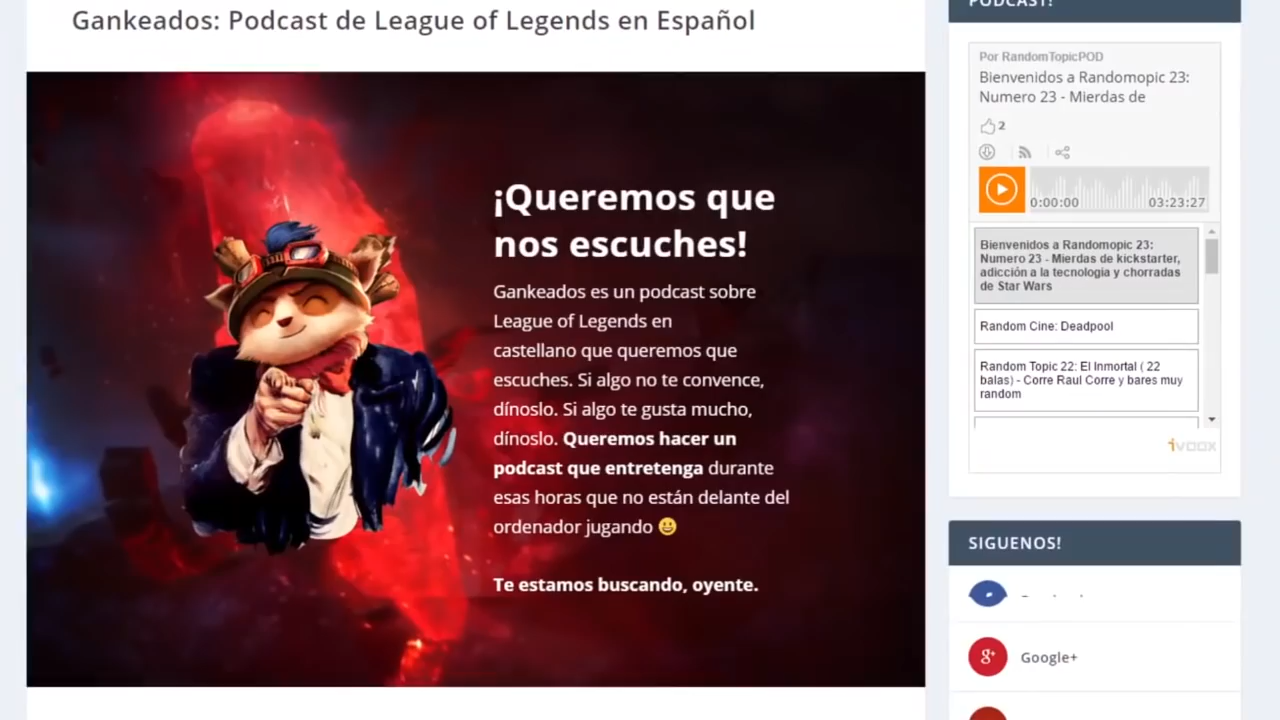 Gankeados: Podcast de League of Legends en Español
¡Queremos que
nos escuches!
Gankeados es un podcast sobre
League of Legends en
castellano que queremos que
escuches. Si algo no te convence,
dínoslo. Si algo te gusta mucho,
dínoslo. Queremos hacer un
podcast que entretenga durante
esas horas que no están delante del
ordenador jugando 😀
Te estamos buscando, oyente.
PODCAST!
Por RandomTopicPOD
Bienvenidos a Randomopic 23:
Numero 23 - Mierdas de
2
0:00:00
03:23:27
Bienvenidos a Randomopic 23:
Numero 23 - Mierdas de kickstarter,
adicción a la tecnologia y chorradas
de Star Wars
Random Cine: Deadpool
Random Topic 22: El Inmortal ( 22
balas) - Corre Raul Corre y bares muy
random
ivoox
SIGUENOS!
g+
Google+